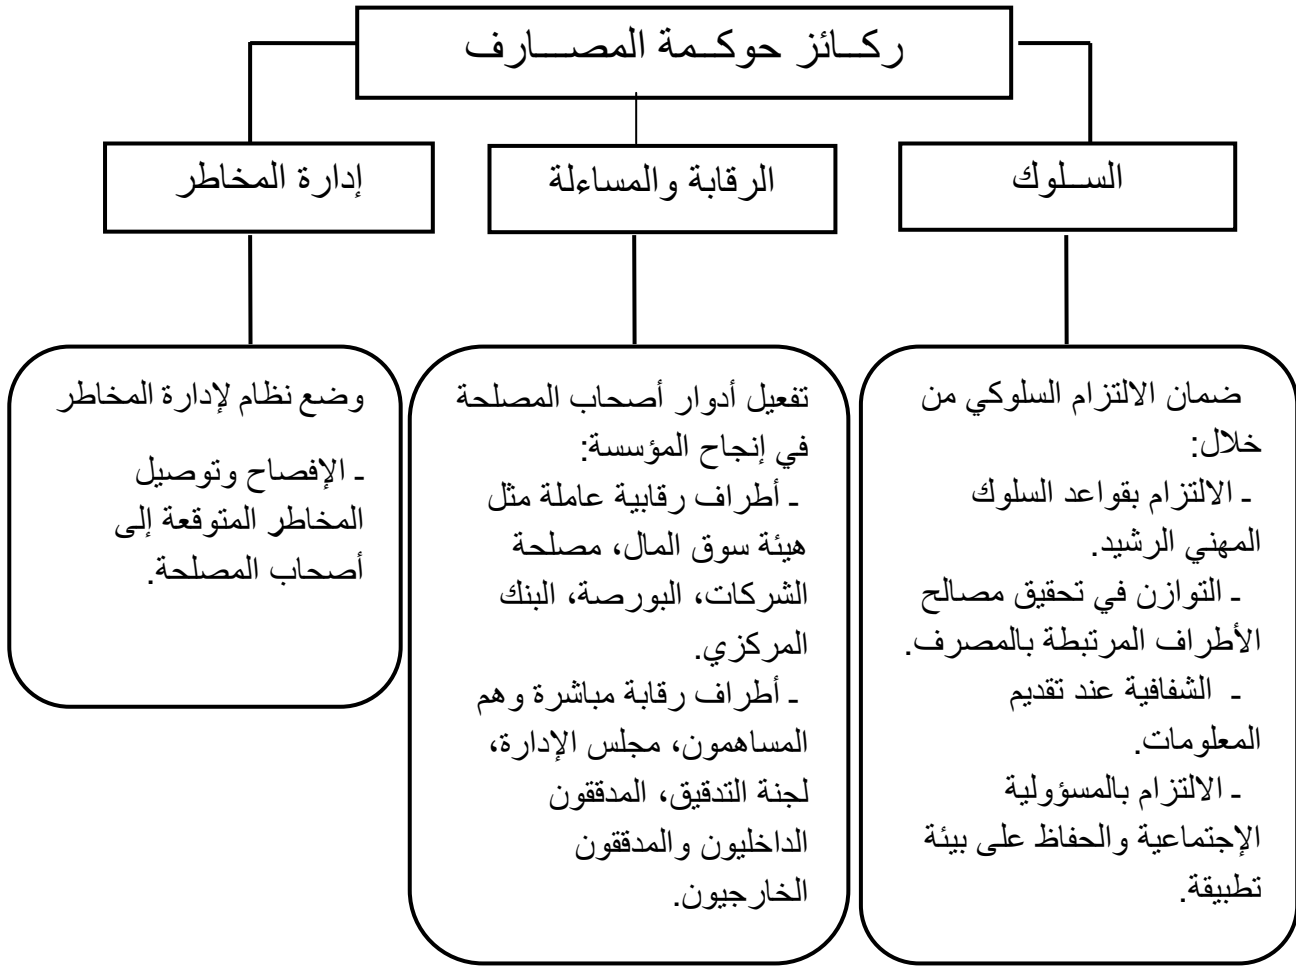 ركــائز حوكــمة المصـــارف
الســلوك
الرقابة والمساءلة
إدارة المخاطر
ضمان الالتزام السلوكي من
خلال:
ـ الالتزام بقواعد السلوك
المهني الرشيد.
ـ التوازن في تحقيق مصالح
الأطراف المرتبطة بالمصرف.
ـ الشفافية عند تقديم
المعلومات.
ـ الالتزام بالمسؤولية
الإجتماعية والحفاظ على بيئة
تطبيقة.
تفعيل أدوار أصحاب المصلحة
في إنجاح المؤسسة:
ـ أطراف رقابية عاملة مثل
هيئة سوق المال، مصلحة
الشركات، البورصة، البنك
المركزي.
ـ أطراف رقابة مباشرة وهم
المساهمون، مجلس الإدارة،
لجنة التدقيق، المدققون
الداخليون والمدققون
الخارجيون.
وضع نظام لإدارة المخاطر
ـ الإفصاح وتوصيل
المخاطر المتوقعة إلى
أصحاب المصلحة.